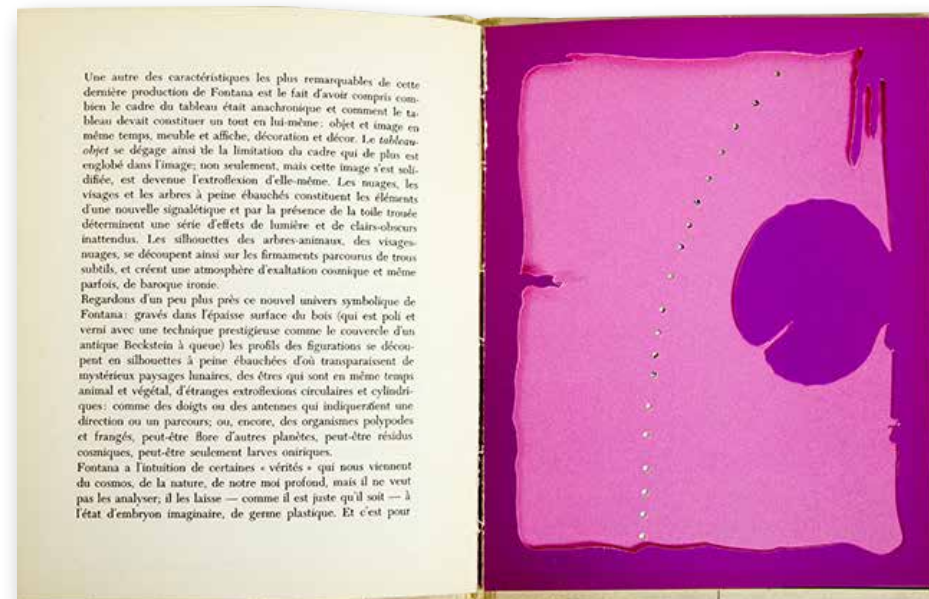 Une autre des caractéristiques les plus remarquables de cette
dernière production de Fontana est le fait d'avoir compris com-
bien le cadre du tableau était anachronique et comment le ta-
bleau devait constituer un tout en lui-même; objet et image en
même temps, meuble et affiche, décoration et décor. Le tableau-
objet se dégage ainsi de la limitation du cadre qui de plus est
englobé dans l'image; non seulement, mais cette image s'est soli-
difiée, est devenue l'extroflexion d'elle-même. Les nuages, les
visages et les arbres à peine ébauchés constituent les éléments
d'une nouvelle signalétique et par la présence de la toile trouée
déterminent une série d'effets de lumière et de clairs-obscurs
inattendus. Les silhouettes des arbres-animaux, des visages-
nuages, se découpent ainsi sur les firmaments parcourus de trous
subtils, et créent une atmosphère d'exaltation cosmique et même
parfois, de baroque ironie.
Regardons d'un peu plus près ce nouvel univers symbolique de
Fontana: gravés dans l'épaisse surface du bois (qui est poli et
verni avec une technique prestigieuse comme le couvercle d'un
antique Beckstein à queue) les profils des figurations se décou-
pent en silhouettes à peine ébauchées d'où transparaissent de
mystérieux paysages lunaires, des êtres qui sont en même temps
animal et végétal, d'étranges extroflexions circulaires et cylindri-
ques: comme des doigts ou des antennes qui indiqueraient une
direction ou un parcours; ou, encore, des organismes polypodes
et frangés, peut-être flore d'autres planètes, peut-être résidus
cosmiques, peut-être seulement larves oniriques.
Fontana a l'intuition de certaines « vérités » qui nous viennent
du cosmos, de la nature, de notre moi profond, mais il ne veut
pas les analyser; il les laisse — comme il est juste qu'il soit — à
l'état d'embryon imaginaire, de germe plastique. Et c'est pour